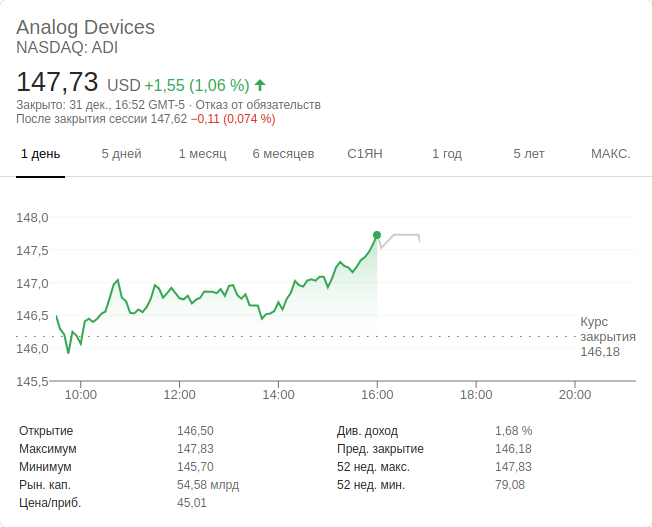 Analog Devices
NASDAQ: ADI
147,73 USD +1,55 (1,06 %)
Закрыто: 31 дек., 16:52 GMT-5 · Отказ от обязательств
После закрытия сессии 147,62 −0,11 (0,074 %)
1 день 5 дней 1 месяц 6 месяцев С1ЯН 1 год 5 лет МАКС.
148,0
147,5
147,0
146,5
146,0
145,5
Курс
закрытия
146,18
10:00 12:00 14:00 16:00 18:00 20:00
Открытие 146,50 Див. доход 1,68 %
Максимум 147,83 Пред. закрытие 146,18
Минимум 145,70 52 нед. макс. 147,83
Рын. кап. 54,58 млрд 52 нед. мин. 79,08
Цена/приб. 45,01